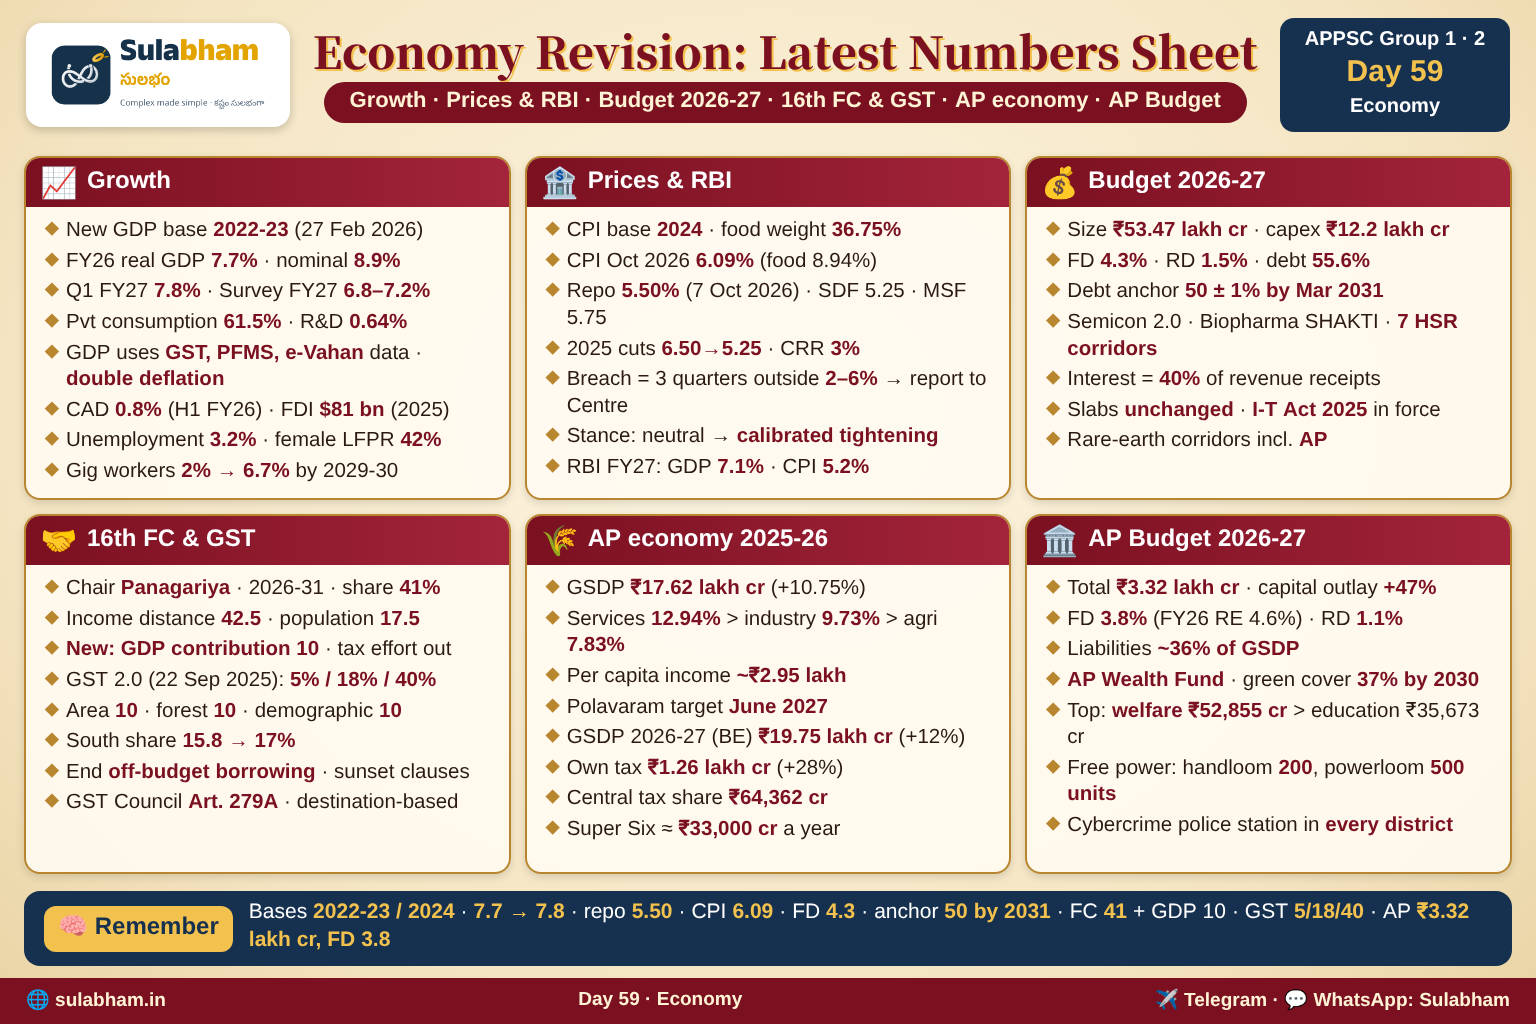 Sulabham
సులభం
Complex made simple · కష్టం సులభంగా
Economy Revision: Latest Numbers Sheet
Growth · Prices & RBI · Budget 2026-27 · 16th FC & GST · AP economy · AP Budget
APPSC Group 1 · 2
Day 59
Economy
Growth
New GDP base 2022-23 (27 Feb 2026)
FY26 real GDP 7.7% · nominal 8.9%
Q1 FY27 7.8% · Survey FY27 6.8–7.2%
Pvt consumption 61.5% · R&D 0.64%
GDP uses GST, PFMS, e-Vahan data ·
double deflation
CAD 0.8% (H1 FY26) · FDI $81 bn (2025)
Unemployment 3.2% · female LFPR 42%
Gig workers 2% → 6.7% by 2029-30
Prices & RBI
CPI base 2024 · food weight 36.75%
CPI Oct 2026 6.09% (food 8.94%)
Repo 5.50% (7 Oct 2026) · SDF 5.25 · MSF
5.75
2025 cuts 6.50→5.25 · CRR 3%
Breach = 3 quarters outside 2–6% → report to
Centre
Stance: neutral → calibrated tightening
RBI FY27: GDP 7.1% · CPI 5.2%
Budget 2026-27
Size ₹53.47 lakh cr · capex ₹12.2 lakh cr
FD 4.3% · RD 1.5% · debt 55.6%
Debt anchor 50 ± 1% by Mar 2031
Semicon 2.0 · Biopharma SHAKTI · 7 HSR
corridors
Interest = 40% of revenue receipts
Slabs unchanged · I-T Act 2025 in force
Rare-earth corridors incl. AP
16th FC & GST
Chair Panagariya · 2026-31 · share 41%
Income distance 42.5 · population 17.5
New: GDP contribution 10 · tax effort out
GST 2.0 (22 Sep 2025): 5% / 18% / 40%
Area 10 · forest 10 · demographic 10
South share 15.8 → 17%
End off-budget borrowing · sunset clauses
GST Council Art. 279A · destination-based
AP economy 2025-26
GSDP ₹17.62 lakh cr (+10.75%)
Services 12.94% > industry 9.73% > agri
7.83%
Per capita income ~₹2.95 lakh
Polavaram target June 2027
GSDP 2026-27 (BE) ₹19.75 lakh cr (+12%)
Own tax ₹1.26 lakh cr (+28%)
Central tax share ₹64,362 cr
Super Six ≈ ₹33,000 cr a year
AP Budget 2026-27
Total ₹3.32 lakh cr · capital outlay +47%
FD 3.8% (FY26 RE 4.6%) · RD 1.1%
Liabilities ~36% of GSDP
AP Wealth Fund · green cover 37% by 2030
Top: welfare ₹52,855 cr > education ₹35,673
cr
Free power: handloom 200, powerloom 500
units
Cybercrime police station in every district
Remember
Bases 2022-23 / 2024 · 7.7 → 7.8 · repo 5.50 · CPI 6.09 · FD 4.3 · anchor 50 by 2031 · FC 41 + GDP 10 · GST 5/18/40 · AP ₹3.32
lakh cr, FD 3.8
sulabham.in
Day 59 · Economy
Telegram · WhatsApp: Sulabham